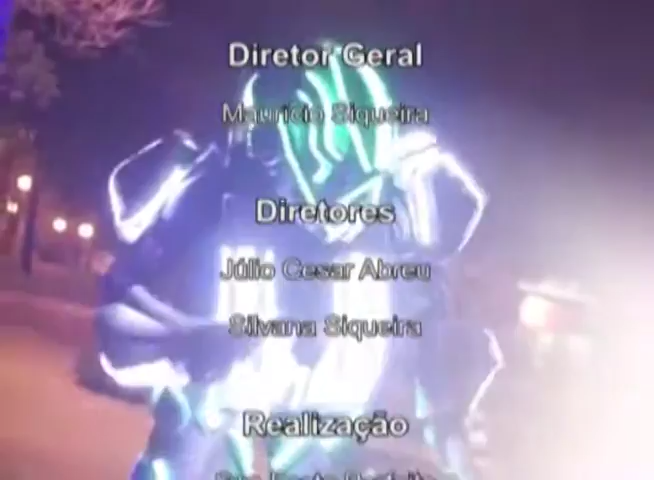 Diretor Geral
Maurício Siqueira
Diretores
Júlio Cesar Abreu
Silvana Siqueira
Realização